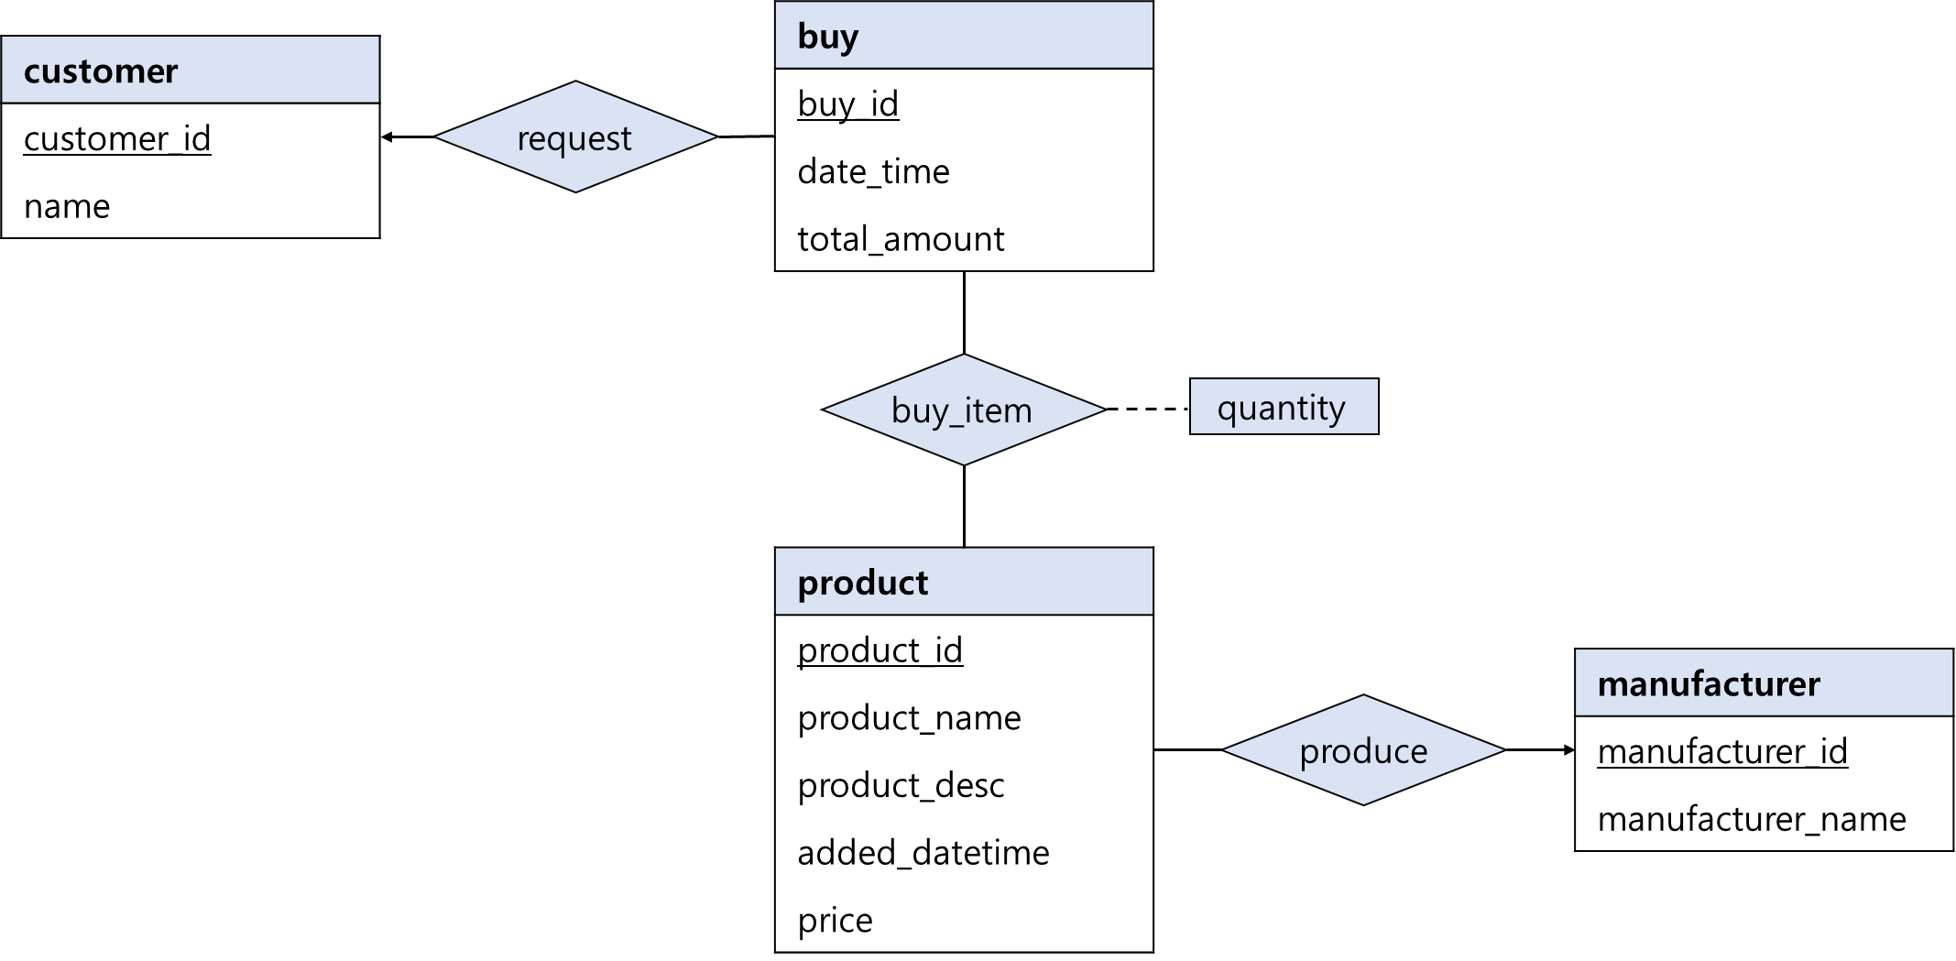 customer
customer_id
name
request
buy
buy_id
date_time
total_amount
buy_item
quantity
product
product_id
product_name
product_desc
added_datetime
price
produce
manufacturer
manufacturer_id
manufacturer_name